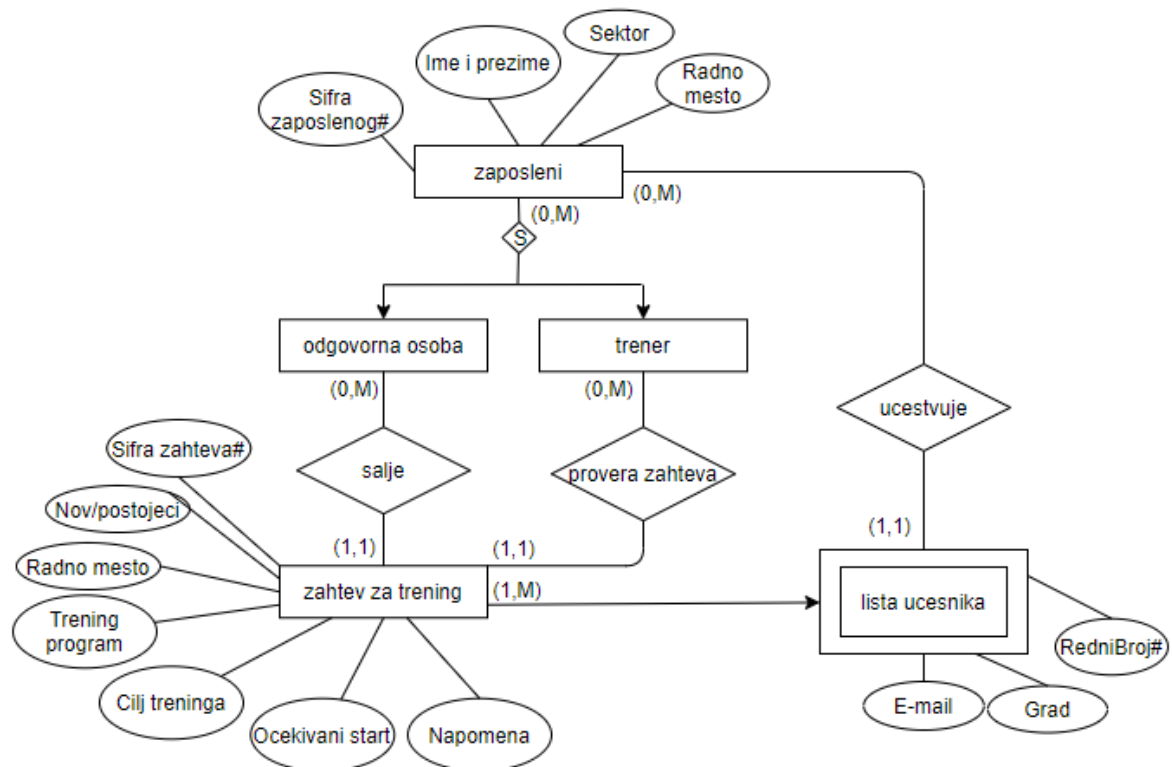 Sektor
Ime i prezime
Radno
mesto
Sifra
zaposlenog#
zaposleni
(0,M)
(0,M)
S
odgovorna osoba
trener
(0,M)
(0,M)
ucestvuje
Sifra zahteva#
salje
provera zahteva
Nov/postojeci
(1,1)
(1,1)
(1,1)
Radno mesto
zahtev za trening
(1,M)
lista ucesnika
Trening
program
RedniBroj#
Cilj treninga
E-mail
Grad
Ocekivani start
Napomena